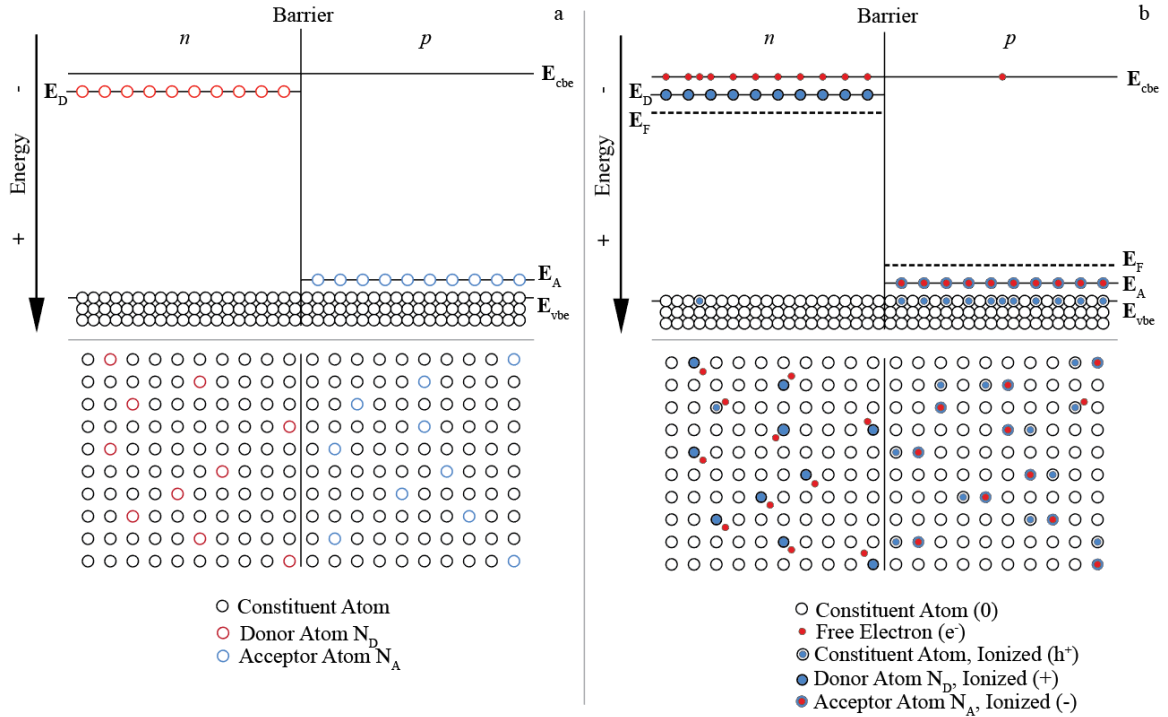 Barrier
a
n
p
E_cbe
-
E_D
Energy
+
E_A
E_vbe
Constituent Atom
Donor Atom N_D
Acceptor Atom N_A
Barrier
b
n
p
E_cbe
-
E_D
E_F
Energy
+
E_F
E_A
E_vbe
Constituent Atom (0)
Free Electron (e⁻)
Constituent Atom, Ionized (h⁺)
Donor Atom N_D, Ionized (+)
Acceptor Atom N_A, Ionized (-)